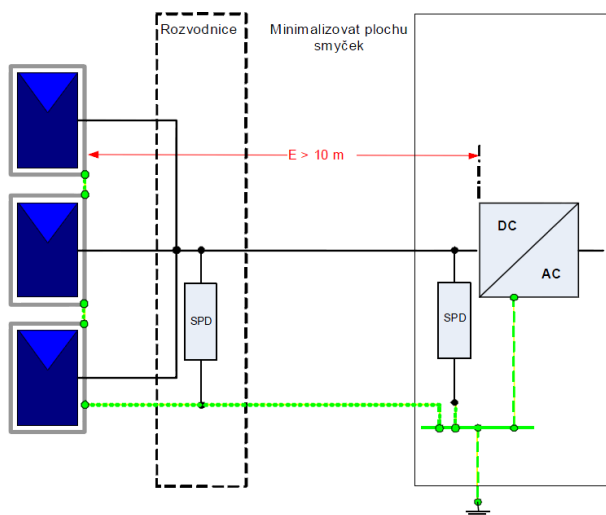 Rozvodnice
Minimalizovat plochu
smyček
E > 10 m
DC
AC
SPD
SPD